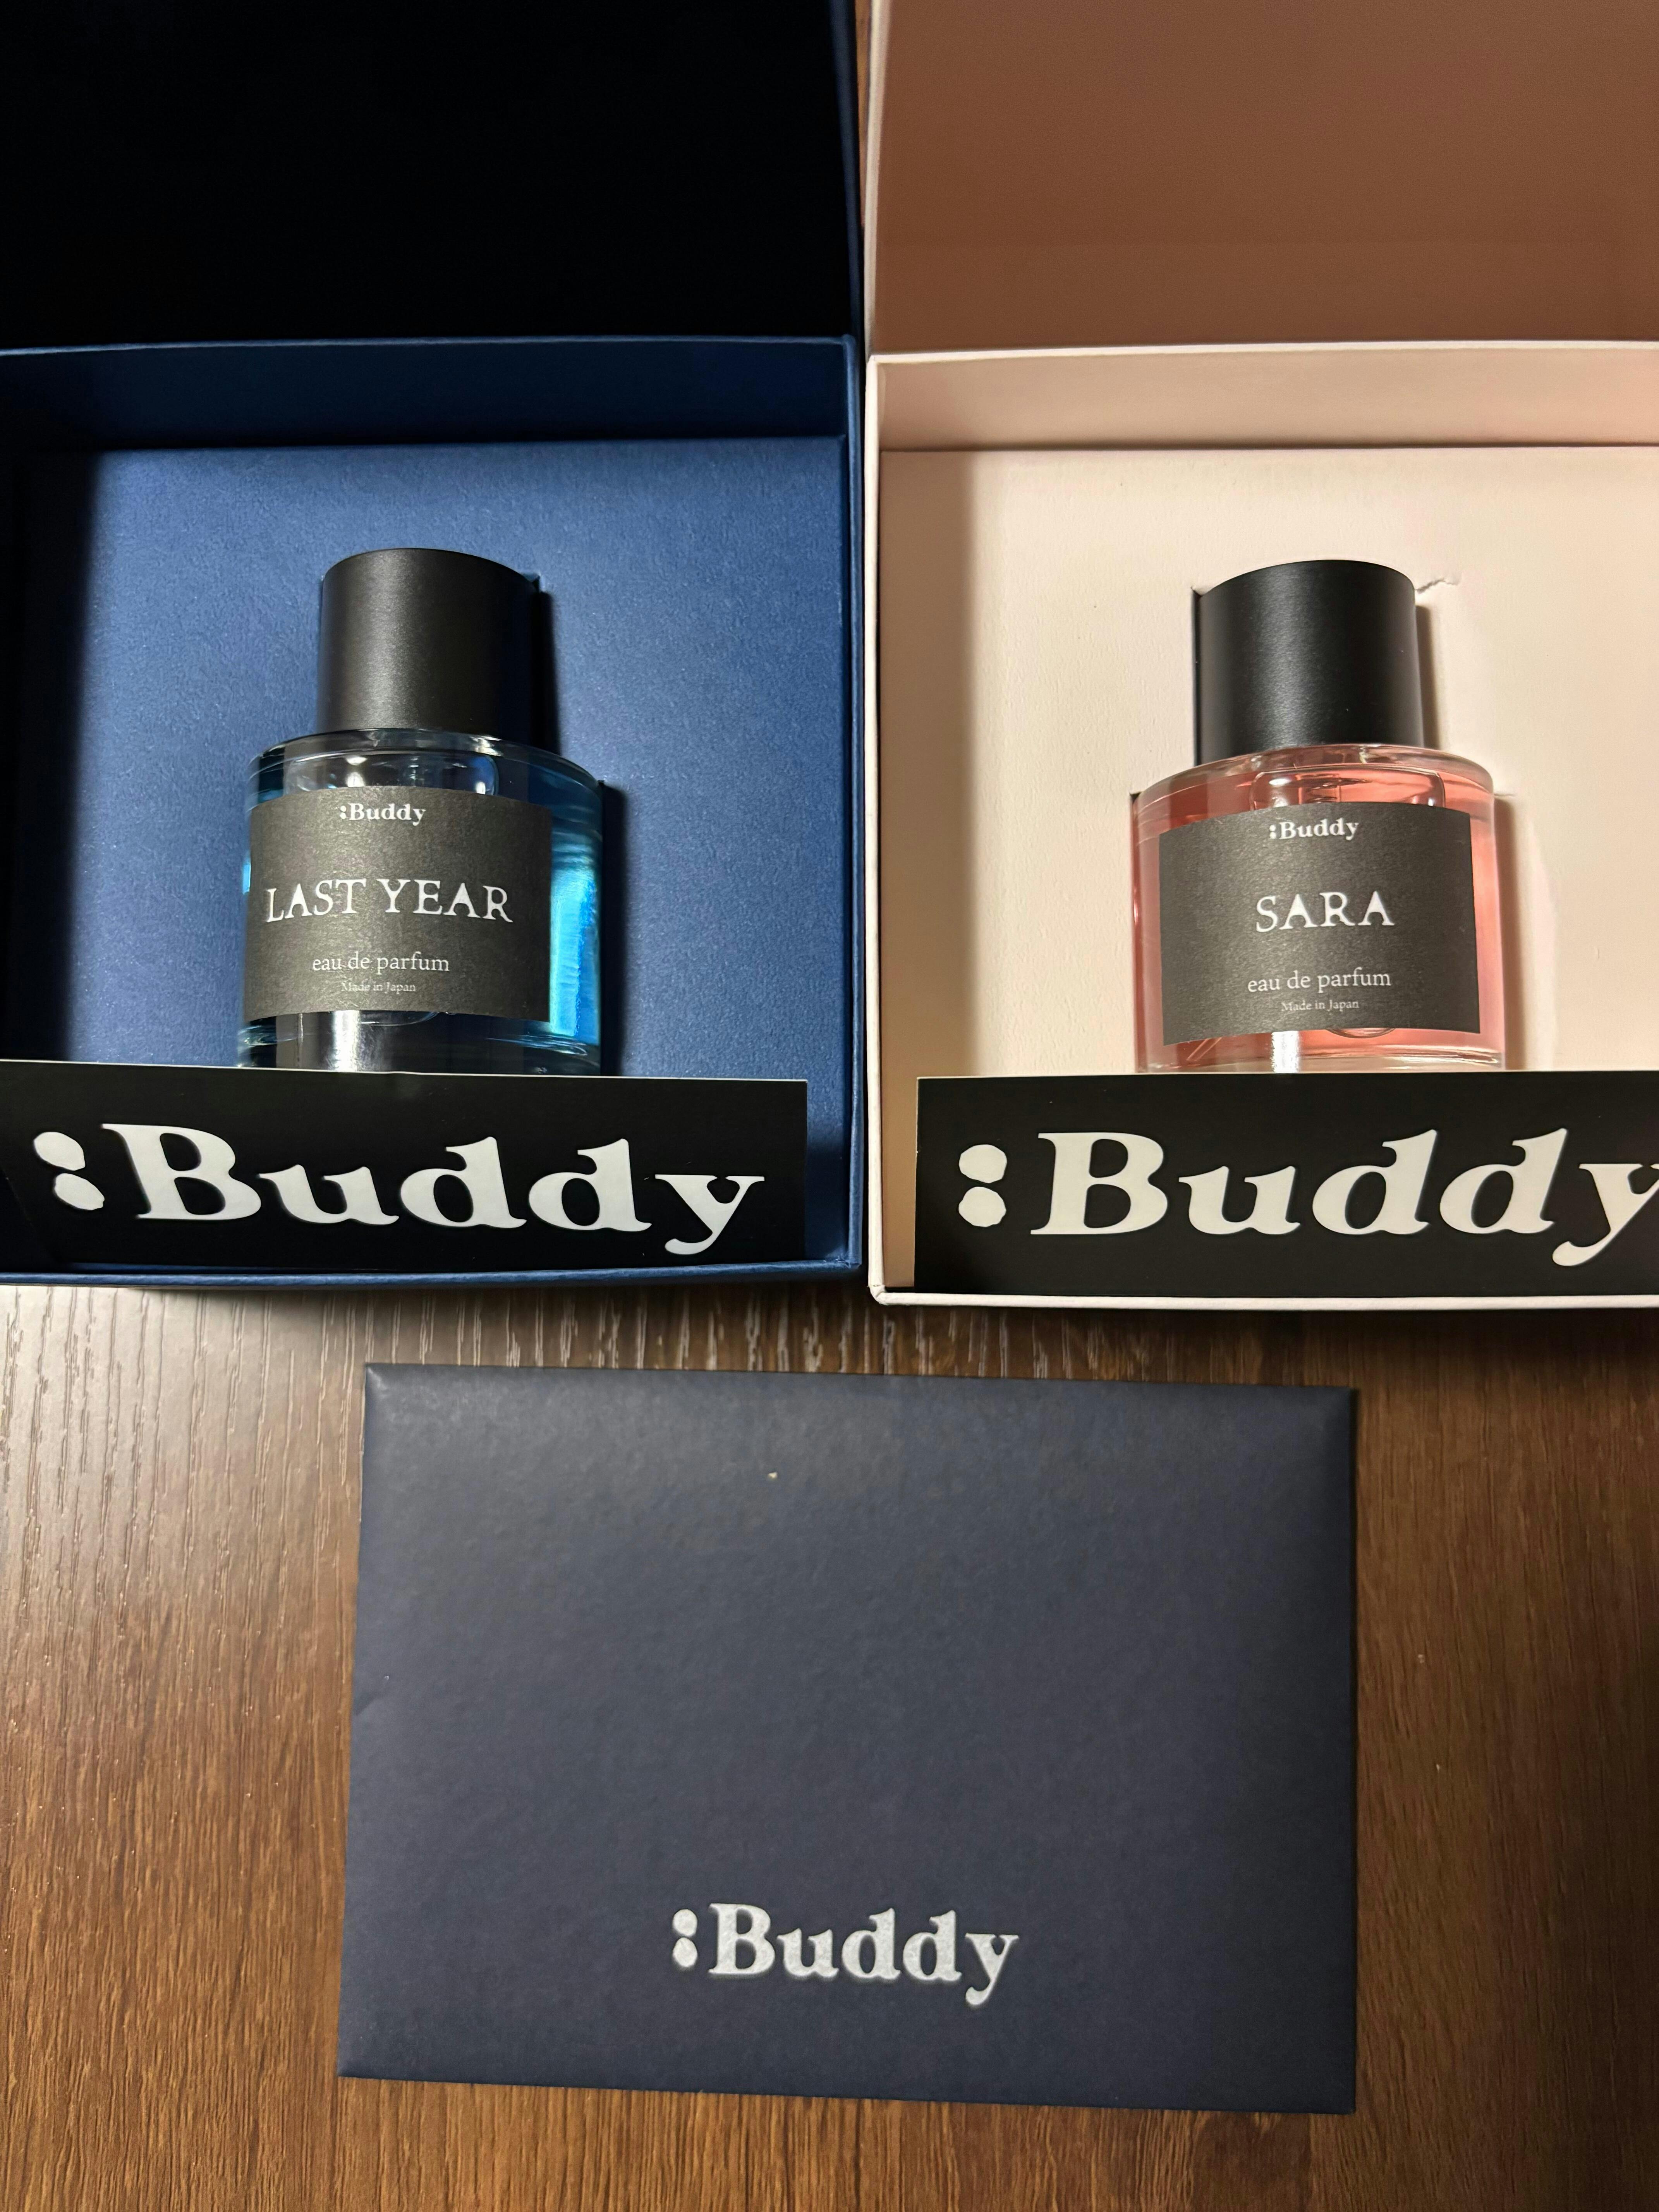 :Buddy
LAST YEAR
eau de parfum
Made in Japan
:Buddy
:Buddy
SARA
eau de parfum
Made in Japan
:Buddy
:Buddy